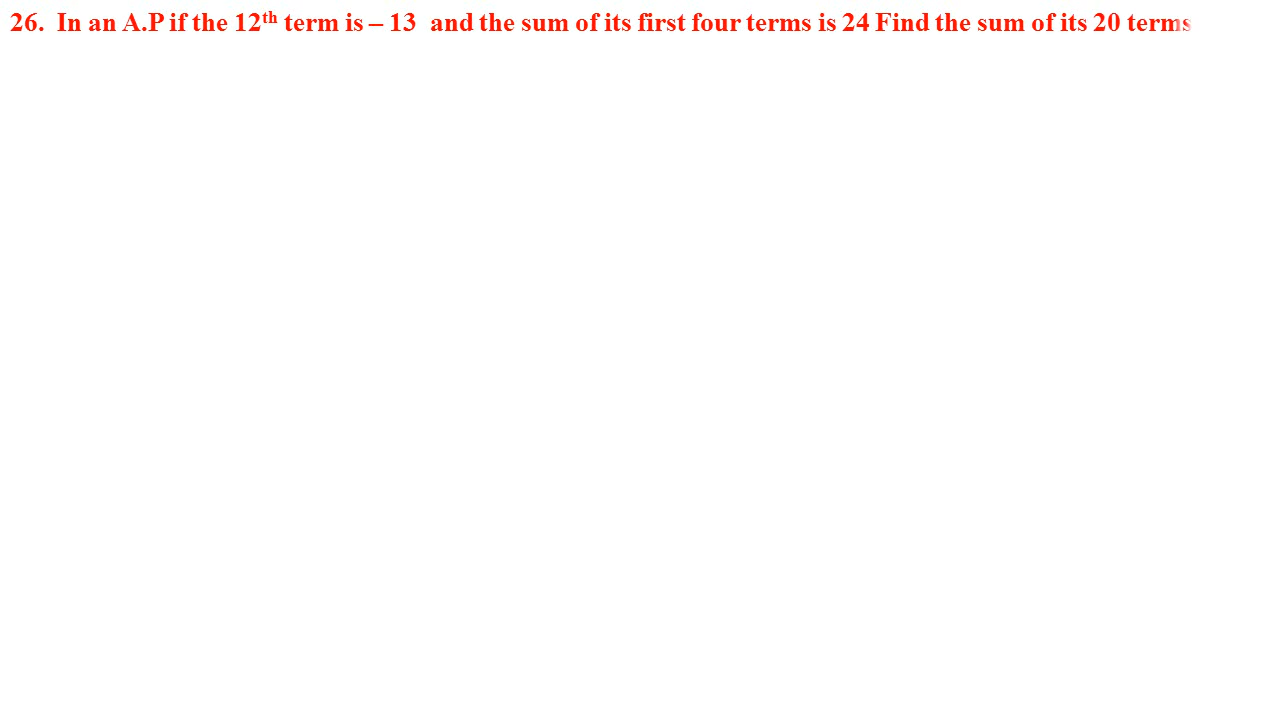 26. In an A.P if the 12th term is – 13 and the sum of its first four terms is 24 Find the sum of its 20 terms